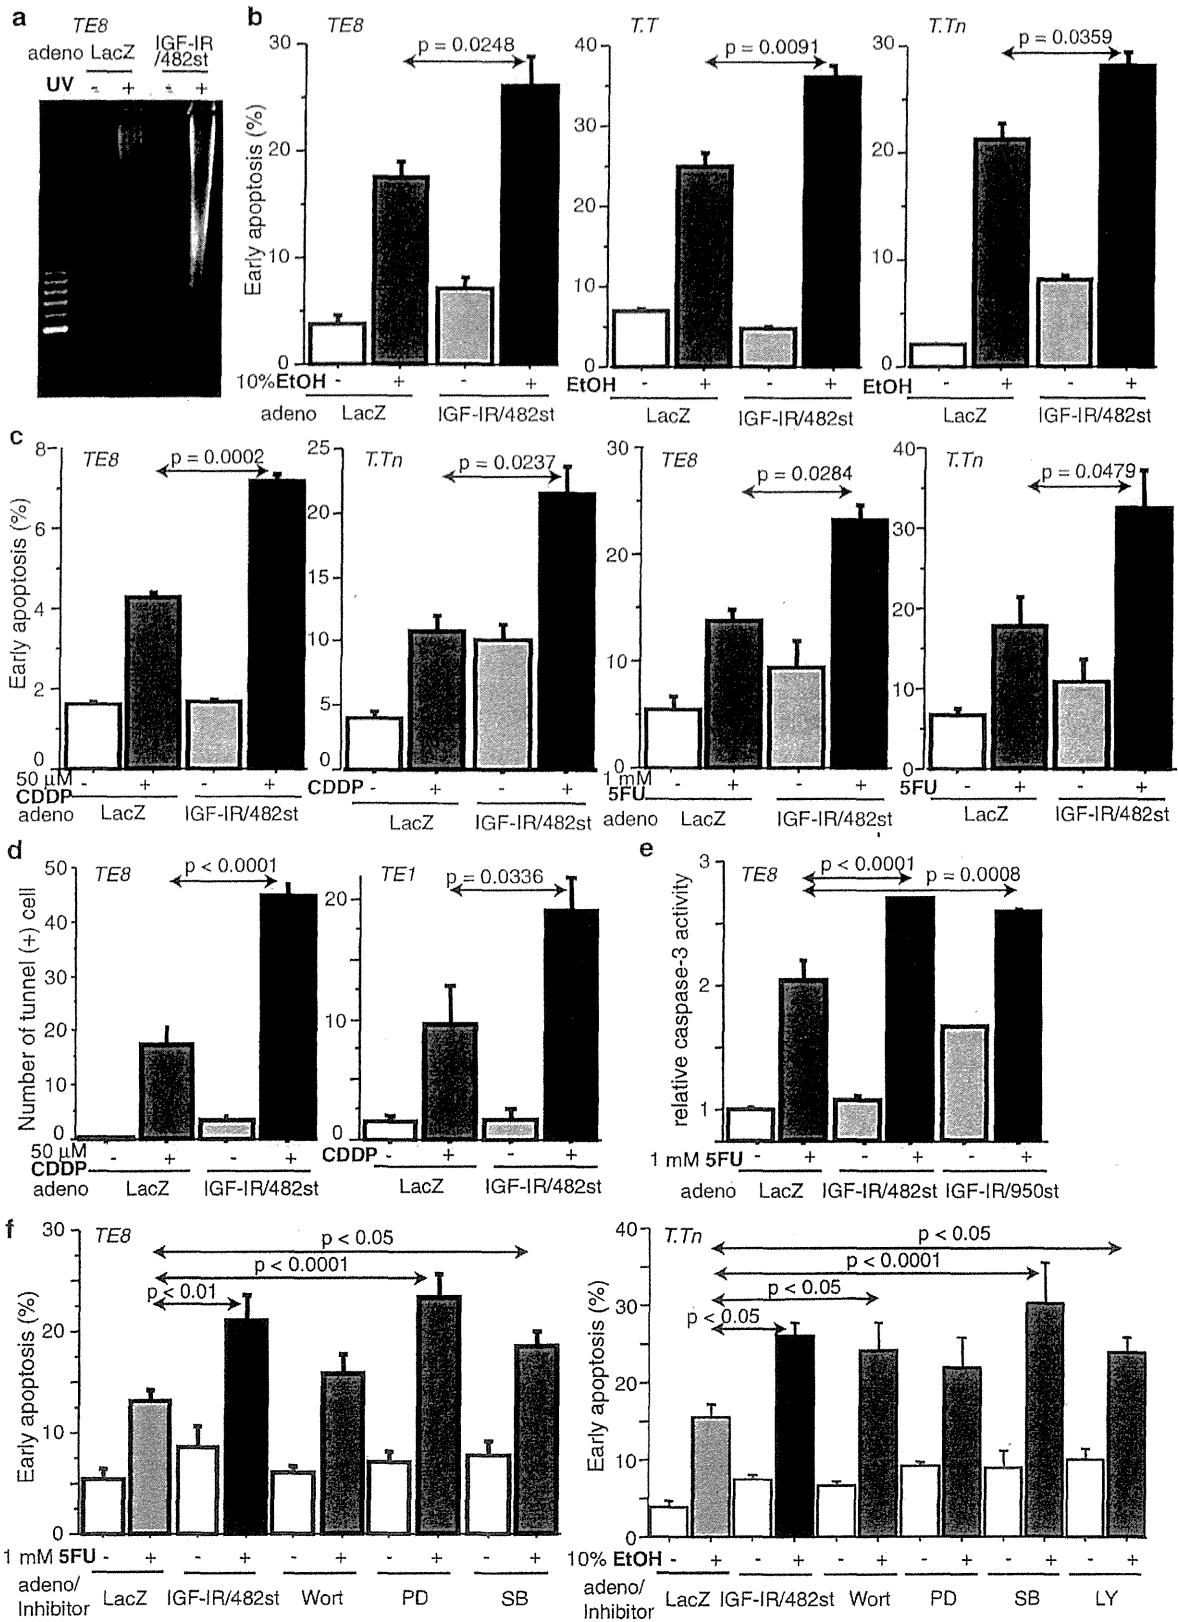 a
TE8
adeno LacZ IGF-IR /482st
UV - + - +
b
TE8
p = 0.0248
Early apoptosis (%)
30
20
10
0
10% EtOH - + - +
adeno LacZ IGF-IR/482st
T.T
p = 0.0091
40
30
20
10
0
EtOH - + - +
LacZ IGF-IR/482st
T.Tn
p = 0.0359
30
20
10
0
EtOH - + - +
LacZ IGF-IR/482st
c
TE8
p = 0.0002
Early apoptosis (%)
8
6
4
2
0
50 µM CDDP - + - +
adeno LacZ IGF-IR/482st
T.Tn
p = 0.0237
25
20
15
10
5
0
CDDP - + - +
LacZ IGF-IR/482st
TE8
p = 0.0284
30
20
10
0
1 mM 5FU - + - +
adeno LacZ IGF-IR/482st
T.Tn
p = 0.0479
40
30
20
10
0
5FU - + - +
LacZ IGF-IR/482st
d
TE8
p < 0.0001
Number of tunnel (+) cell
50
40
30
20
10
0
50 µM CDDP - + - +
adeno LacZ IGF-IR/482st
TE1
p = 0.0336
20
10
0
CDDP - + - +
LacZ IGF-IR/482st
e
TE8
p < 0.0001
p = 0.0008
relative caspase-3 activity
3
2
1
1 mM 5FU - + - + - +
adeno LacZ IGF-IR/482st IGF-IR/950st
f
TE8
p < 0.05
p < 0.0001
p < 0.01
Early apoptosis (%)
30
20
10
0
1 mM 5FU - + - + - + - + - +
adeno/ Inhibitor LacZ IGF-IR/482st Wort PD SB
T.Tn
p < 0.05
p < 0.0001
p < 0.05
p < 0.05
Early apoptosis (%)
40
30
20
10
0
10% EtOH - + - + - + - + - + - +
adeno/ Inhibitor LacZ IGF-IR/482st Wort PD SB LY